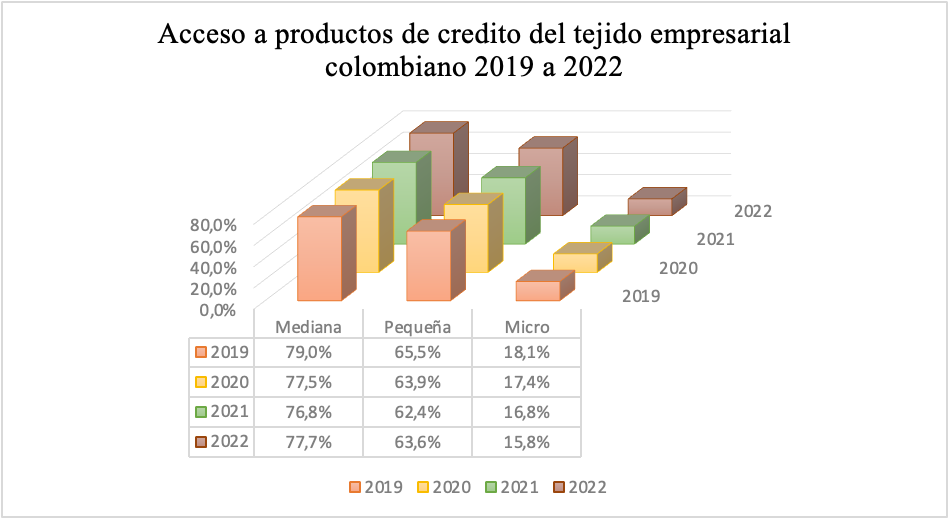 Acceso a productos de credito del tejido empresarial
colombiano 2019 a 2022
80,0%
60,0%
40,0%
20,0%
0,0%
2022
2021
2020
2019
Mediana Pequeña Micro
2019 79,0% 65,5% 18,1%
2020 77,5% 63,9% 17,4%
2021 76,8% 62,4% 16,8%
2022 77,7% 63,6% 15,8%
2019 2020 2021 2022